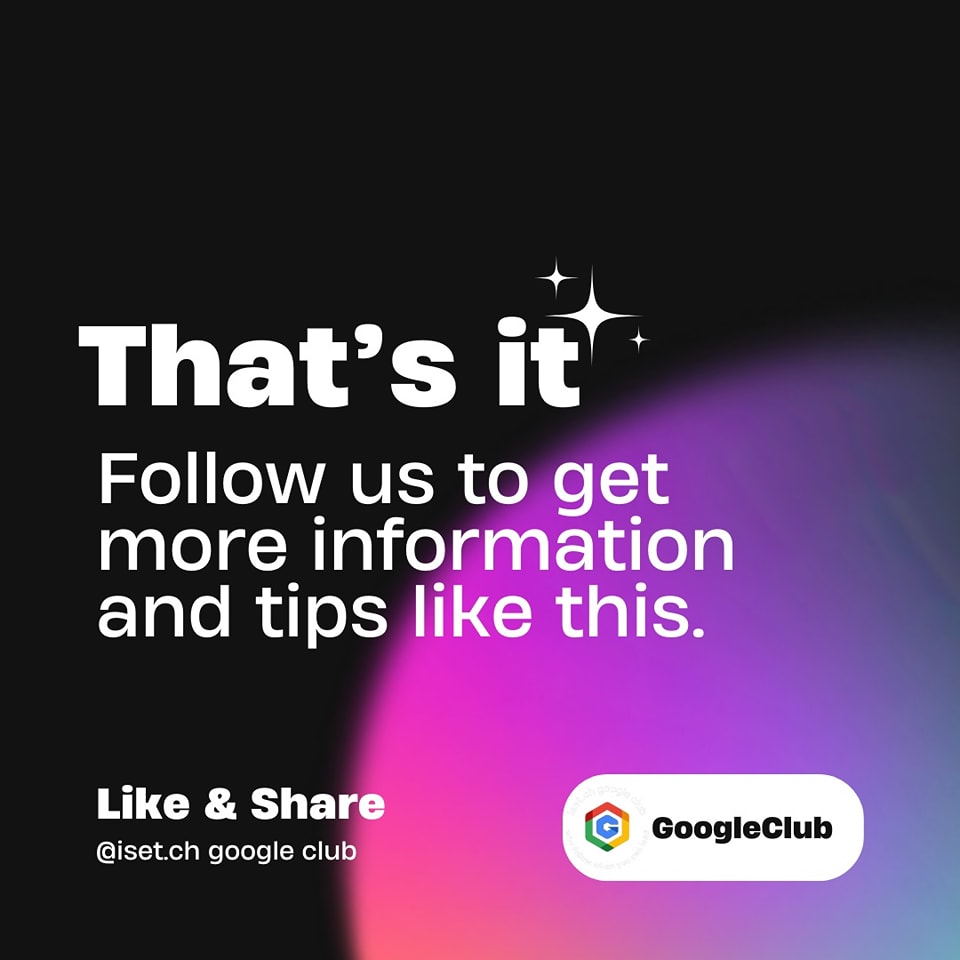 That’s it
Follow us to get
more information
and tips like this.
Like & Share
@iset.ch google club
GoogleClub